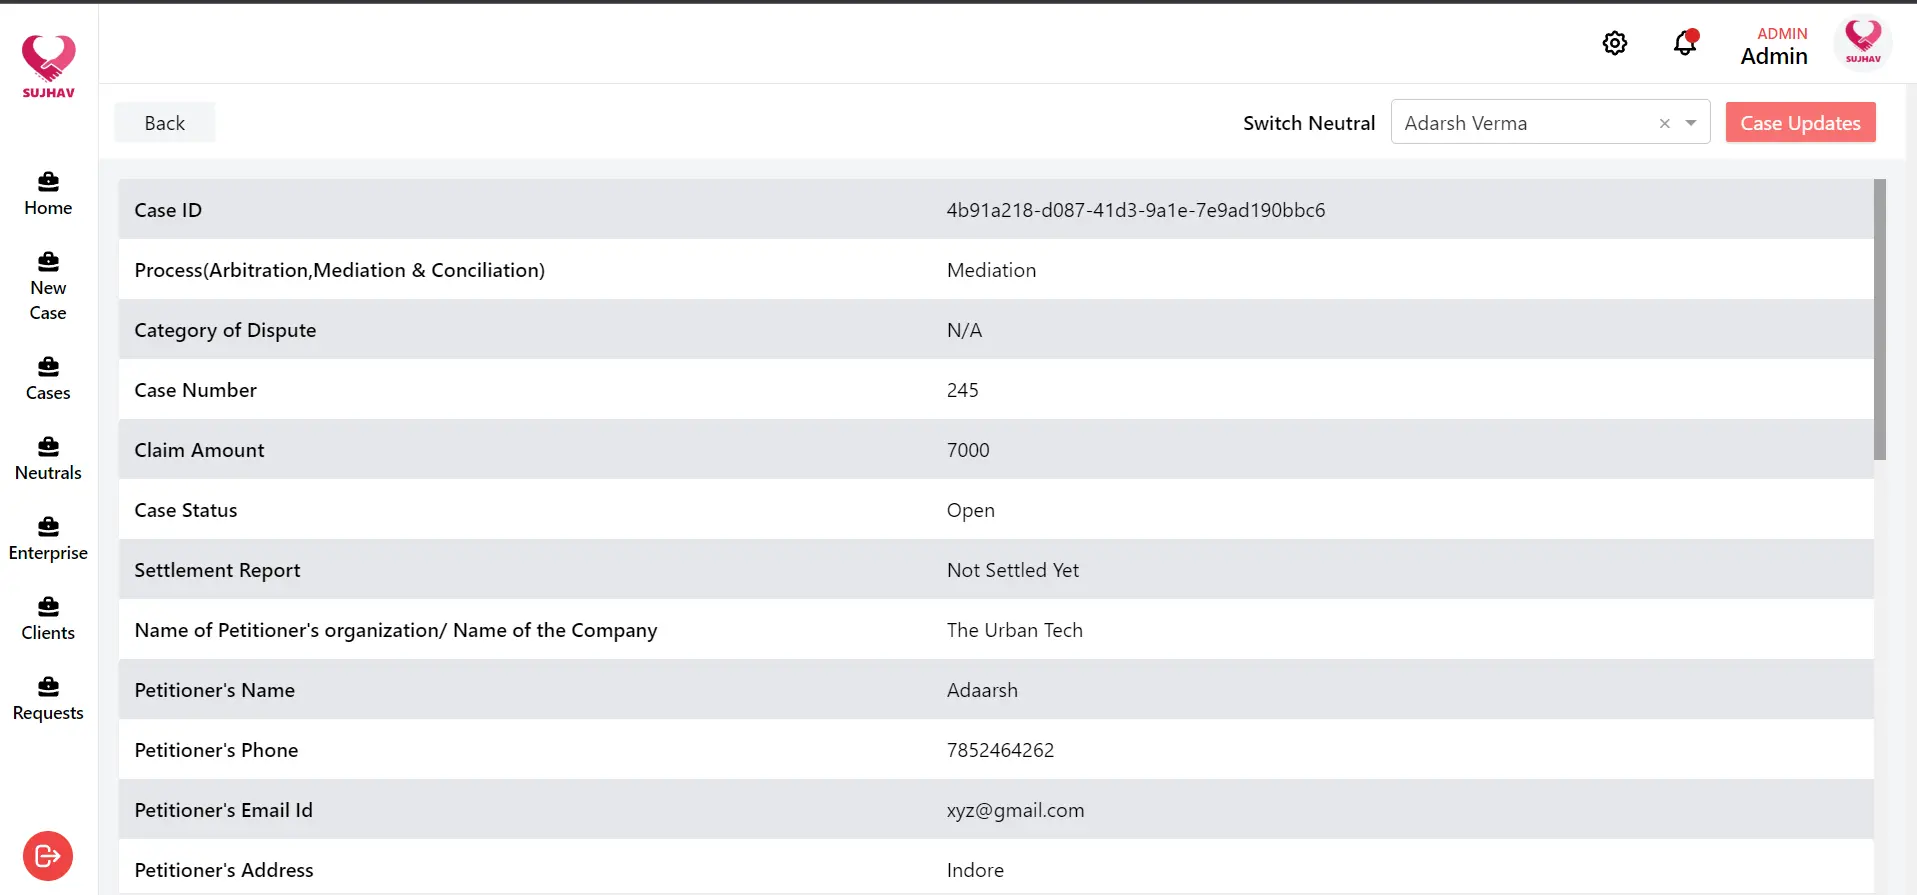 SUJHAV
ADMIN
Admin
SUJHAV
Back
Switch Neutral
Adarsh Verma
Case Updates
Home
New
Case
Cases
Neutrals
Enterprise
Clients
Requests
Case ID 4b91a218-d087-41d3-9a1e-7e9ad190bbc6
Process(Arbitration,Mediation & Conciliation) Mediation
Category of Dispute N/A
Case Number 245
Claim Amount 7000
Case Status Open
Settlement Report Not Settled Yet
Name of Petitioner's organization/ Name of the Company The Urban Tech
Petitioner's Name Adaarsh
Petitioner's Phone 7852464262
Petitioner's Email Id xyz@gmail.com
Petitioner's Address Indore